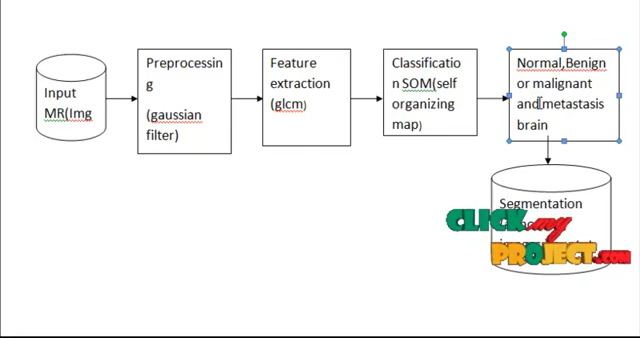 Input
MR(Img
Preprocessin
g
(gaussian
filter)
Feature
extraction
(glcm)
Classificatio
n SOM(self
organizing
map)
Normal,Benign
or malignant
and metastasis
brain
Segmentation
CLICK my
PROJECT.COM